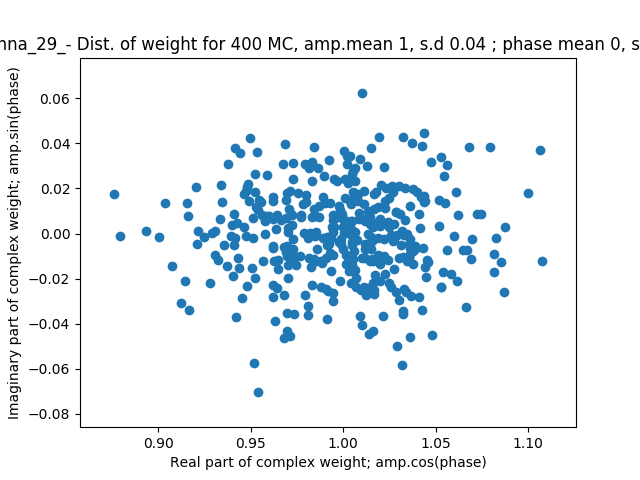 nna_29_- Dist. of weight for 400 MC, amp.mean 1, s.d 0.04 ; phase mean 0, s
Imaginary part of complex weight; amp.sin(phase)
0.06
0.04
0.02
0.00
−0.02
−0.04
−0.06
−0.08
0.90 0.95 1.00 1.05 1.10
Real part of complex weight; amp.cos(phase)